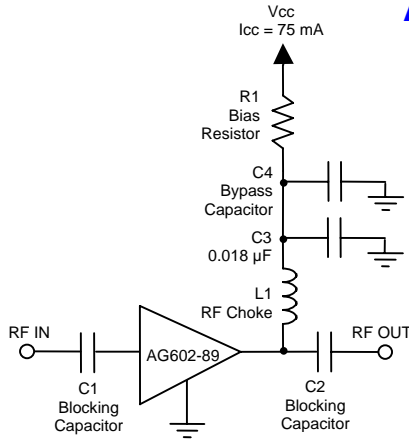 Vcc
Icc = 75 mA
R1
Bias
Resistor
C4
Bypass
Capacitor
C3
0.018 µF
L1
RF Choke
RF IN
AG602-89
RF OUT
C1
Blocking
Capacitor
C2
Blocking
Capacitor